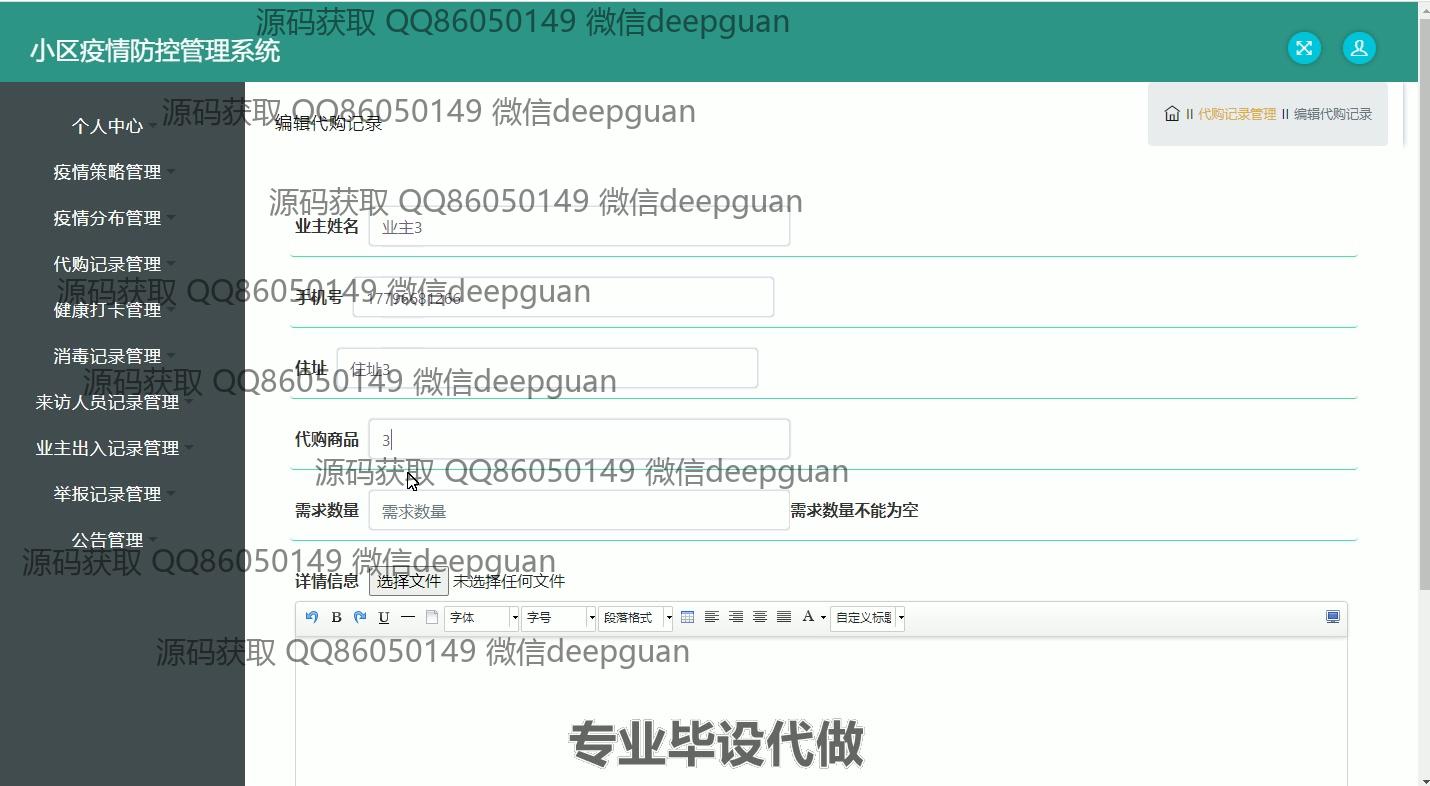 源码获取 QQ86050149 微信deepguan
小区疫情防控管理系统
源码获取 QQ86050149 微信deepguan
个人中心
编辑代购记录
代购记录管理 编辑代购记录
疫情策略管理
源码获取 QQ86050149 微信deepguan
疫情分布管理
业主姓名 业主3
代购记录管理
源码获取 QQ86050149 微信deepguan
手机号 17796681266
健康打卡管理
消毒记录管理
住址 住址3
源码获取 QQ86050149 微信deepguan
来访人员记录管理
代购商品 3
业主出入记录管理
源码获取 QQ86050149 微信deepguan
举报记录管理
需求数量 需求数量 需求数量不能为空
公告管理
源码获取 QQ86050149 微信deepguan
详情信息 选择文件 未选择任何文件
B U 字体 字号 段落格式 A 自定义标题
源码获取 QQ86050149 微信deepguan
专业毕设代做